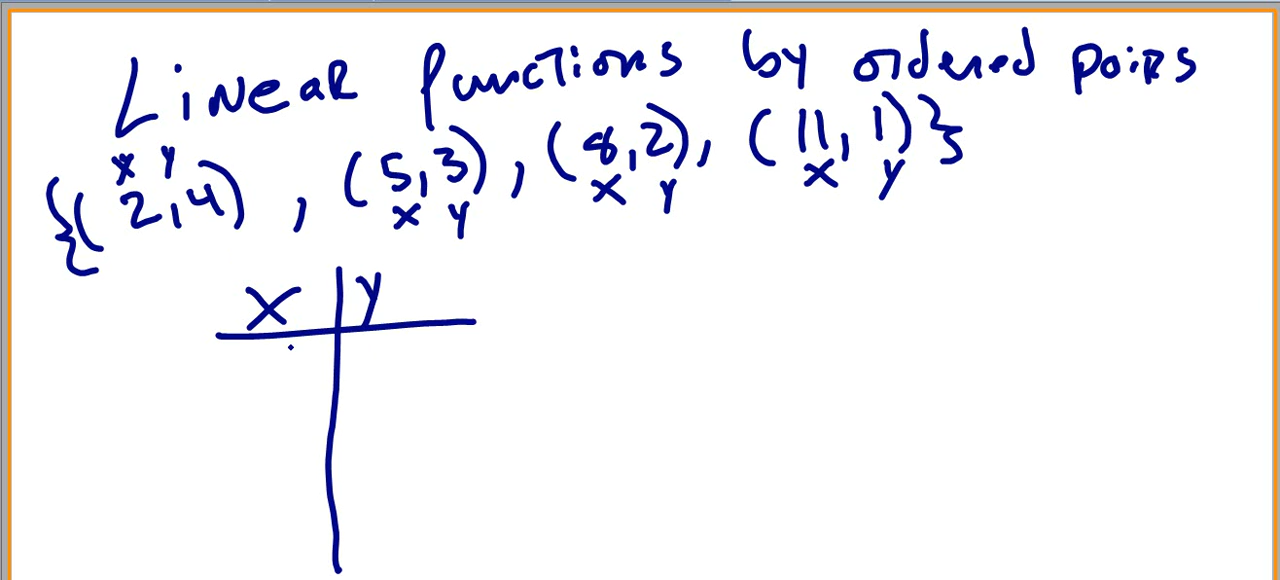 Linear functions by ordered pairs
x y
{(2,4), (5,3), (8,2), (11,1)}
x y x y x y
x y